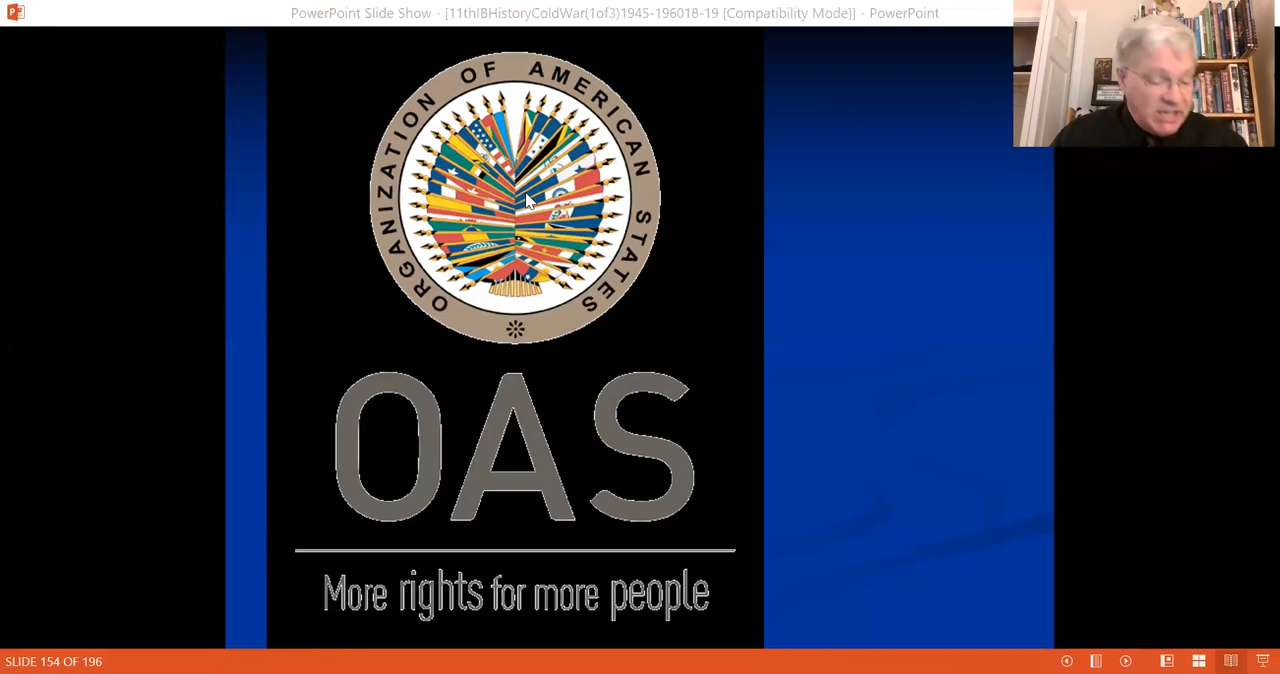 PowerPoint Slide Show - [11thIBHistoryColdWar(1of3)1945-196018-19 [Compatibility Mode]] - PowerPoint
ORGANIZATION OF AMERICAN STATES
OAS
More rights for more people
SLIDE 154 OF 196